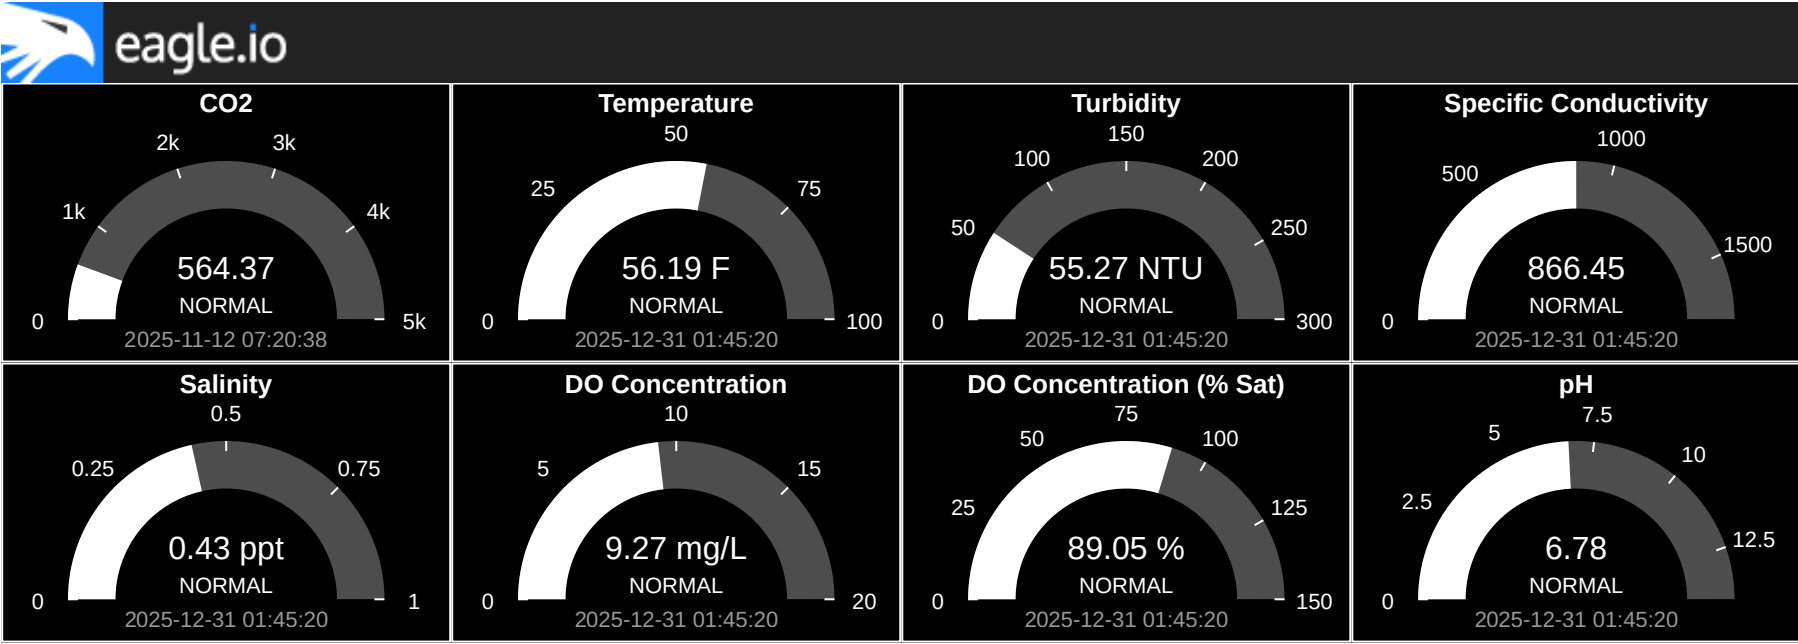 eagle.io
CO2
2k
3k
1k
4k
564.37
NORMAL
0
5k
2025-11-12 07:20:38
Temperature
50
25
75
56.19 F
NORMAL
0
100
2025-12-31 01:45:20
Turbidity
150
100
200
50
250
55.27 NTU
NORMAL
0
300
2025-12-31 01:45:20
Specific Conductivity
1000
500
1500
866.45
NORMAL
0
2025-12-31 01:45:20
Salinity
0.5
0.25
0.75
0.43 ppt
NORMAL
0
1
2025-12-31 01:45:20
DO Concentration
10
5
15
9.27 mg/L
NORMAL
0
20
2025-12-31 01:45:20
DO Concentration (% Sat)
75
50
100
25
125
89.05 %
NORMAL
0
150
2025-12-31 01:45:20
pH
7.5
5
10
2.5
12.5
6.78
NORMAL
0
2025-12-31 01:45:20